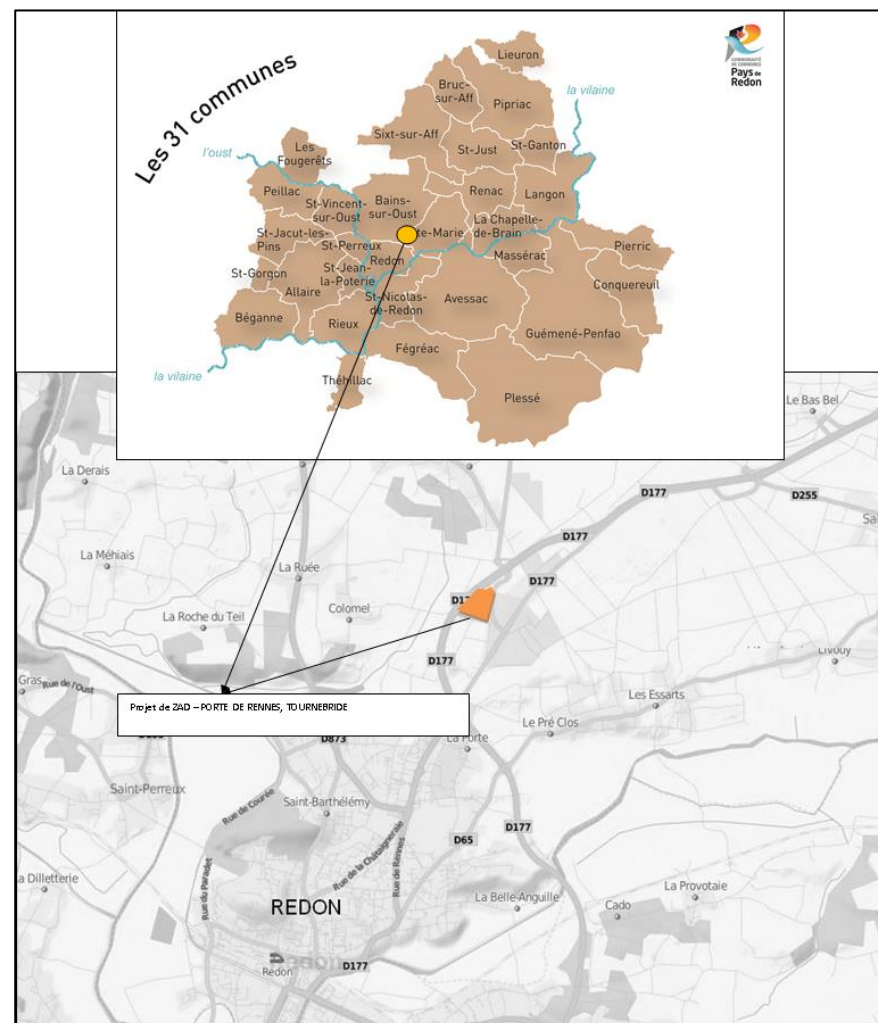 Les 31 communes
COMMUNAUTÉ
DE COMMUNES
Pays de
Redon
Lieuron
Bruc-
sur-Aff
Pipriac
la vilaine
Sixt-sur-Aff
St-Just
St-Ganton
Les
Fougerêts
l'oust
Peillac
St-Vincent-
sur-Oust
Bains-
sur-Oust
Renac
Langon
La Chapelle-
de-Brain
te-Marie
St-Jacut-les-
Pins
St-Perreux
Redon
Massérac
Pierric
St-Gorgon
St-Jean-
la-Poterie
Conquereuil
Allaire
St-Nicolas-
de-Redon
Avessac
Béganne
Rieux
Guémené-Penfao
Fégréac
la vilaine
Théhillac
Plessé
Le Bas Bel
La Derais
D177
D255
Sa
D177
La Méhiais
La Ruée
D177
D17
La Roche du Teil
Colomel
D177
Livouy
Gras
Rue de l'Oust
Les Essarts
Projet de ZAD – PORTE DE RENNES, TOURNEBRIDE
Le Pré Clos
La Porte
D873
Saint-Perreux
Rue de Courée
Saint-Barthélémy
D177
D65
Rue de la Châtaigneraie
Rue de Rennes
a Dilletterie
Rue du Paradet
La Belle-Anguille
La Provotaie
Cado
REDON
Redon
D177